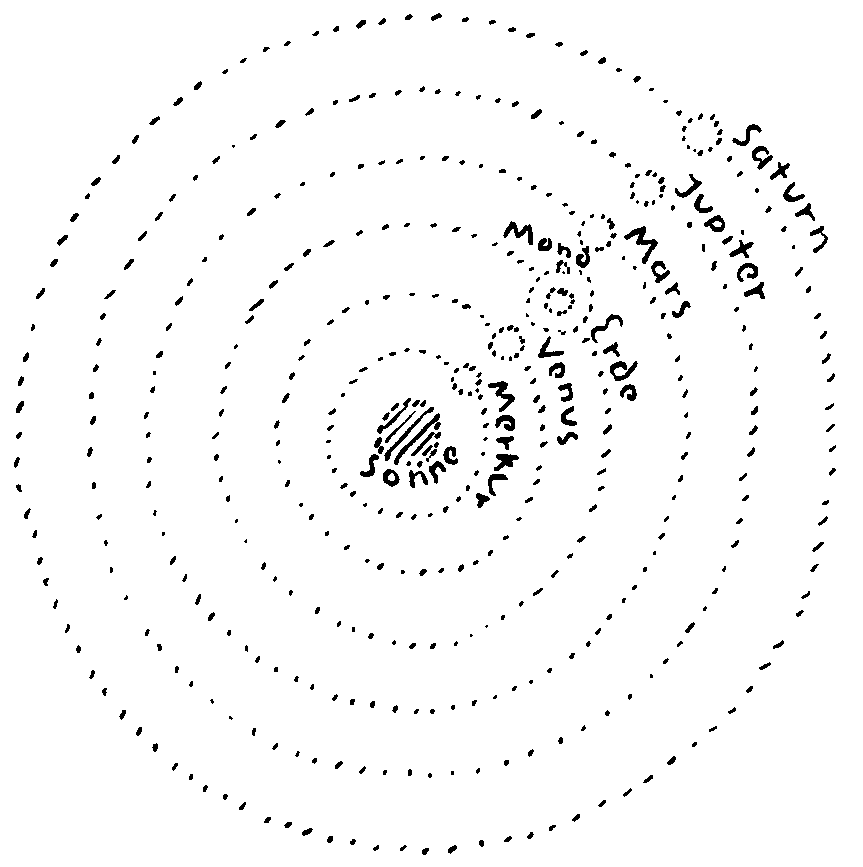 Saturn
Jupiter
Mars
Mond
Erde
Venus
Merkur
Sonne